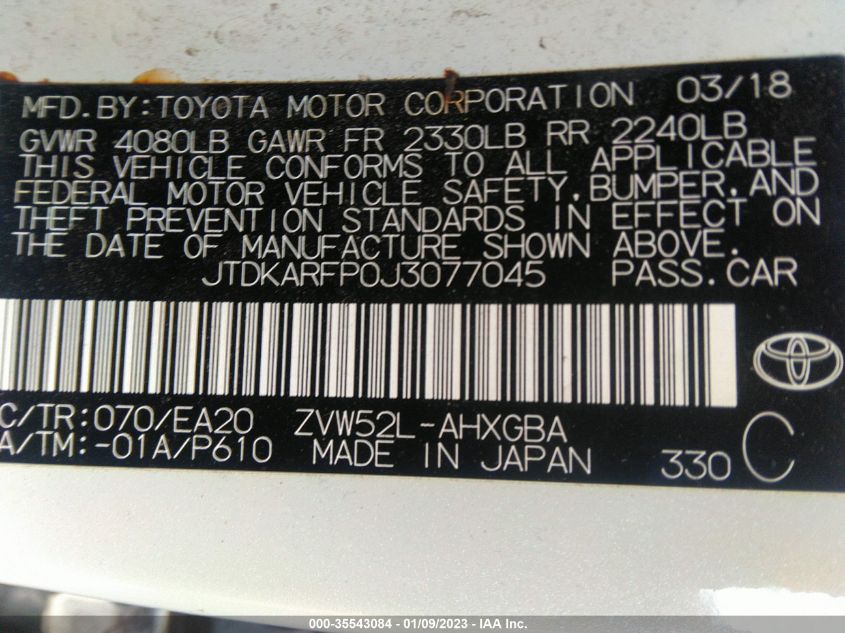 MFD.BY:TOYOTA MOTOR CORPORATION 03/18
GVWR 4080LB GAWR FR 2330LB RR 2240LB
THIS VEHICLE CONFORMS TO ALL APPLICABLE
FEDERAL MOTOR VEHICLE SAFETY,BUMPER,AND
THEFT PREVENTION STANDARDS IN EFFECT ON
THE DATE OF MANUFACTURE SHOWN ABOVE.
JTDKARFP0J3077045 PASS.CAR
C/TR:070/EA20 ZVW52L-AHXGBA
A/TM:-01A/P610 MADE IN JAPAN 330 C
000-35543084 - 01/09/2023 - IAA Inc.